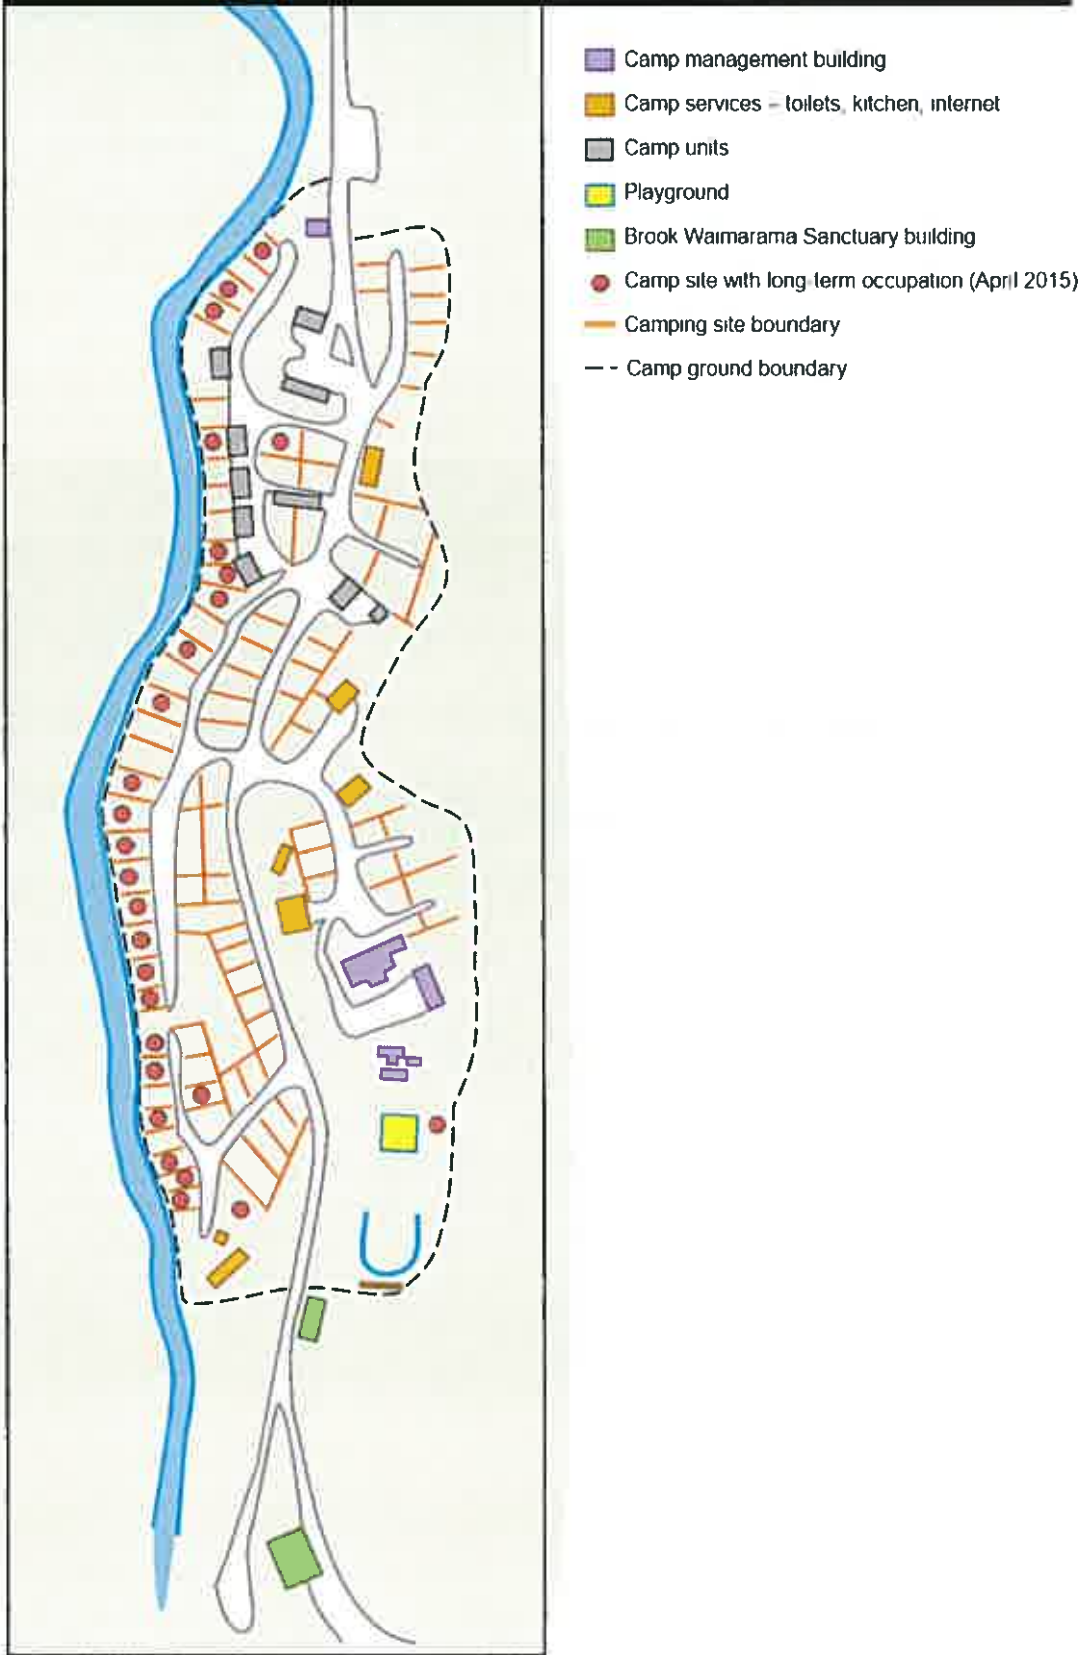 Camp management building
Camp services – toilets, kitchen, internet
Camp units
Playground
Brook Waimarama Sanctuary building
Camp site with long-term occupation (April 2015)
Camping site boundary
Camp ground boundary